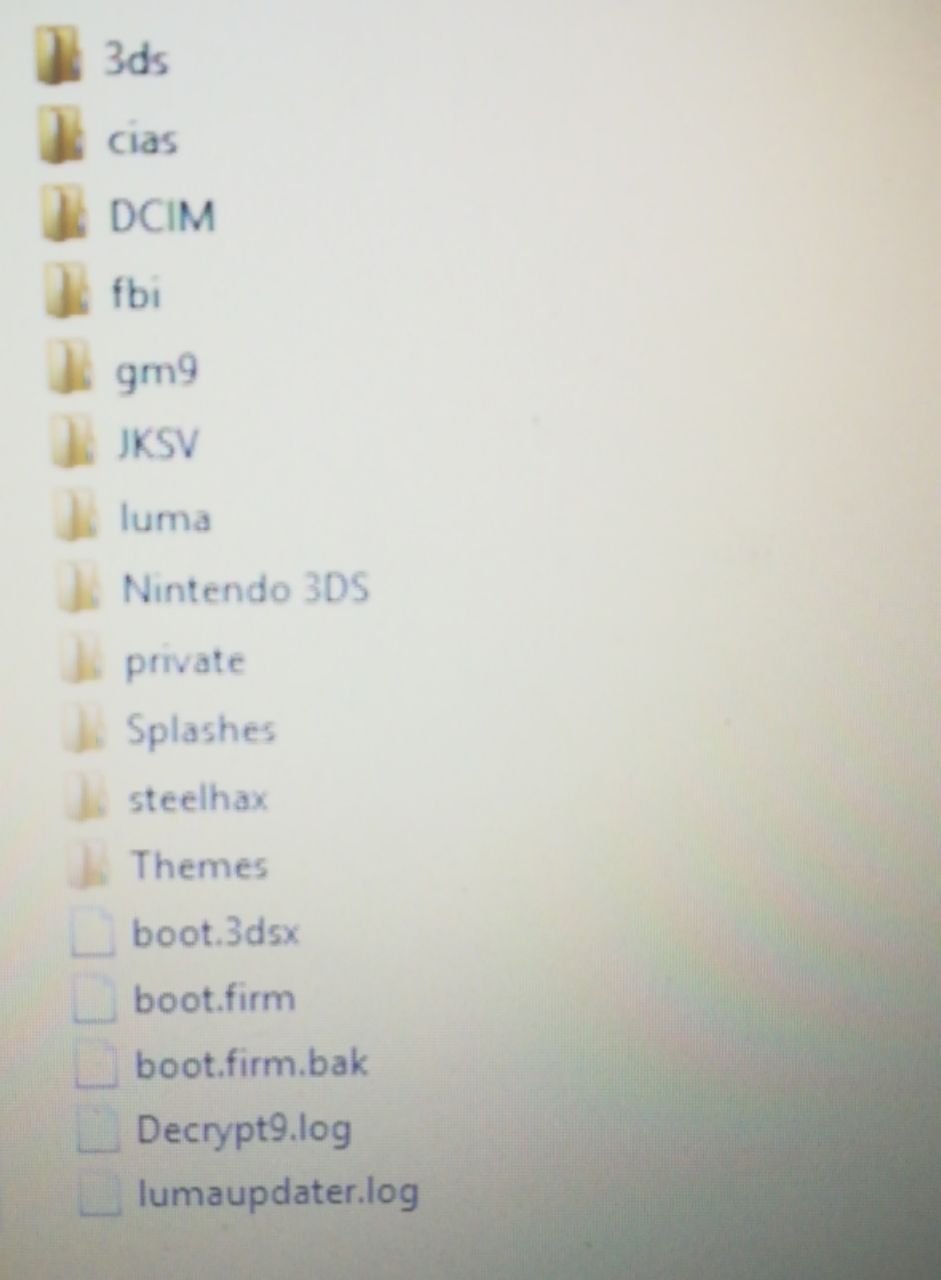 3ds
cias
DCIM
fbi
gm9
JKSV
luma
Nintendo 3DS
private
Splashes
steelhax
Themes
boot.3dsx
boot.firm
boot.firm.bak
Decrypt9.log
lumaupdater.log